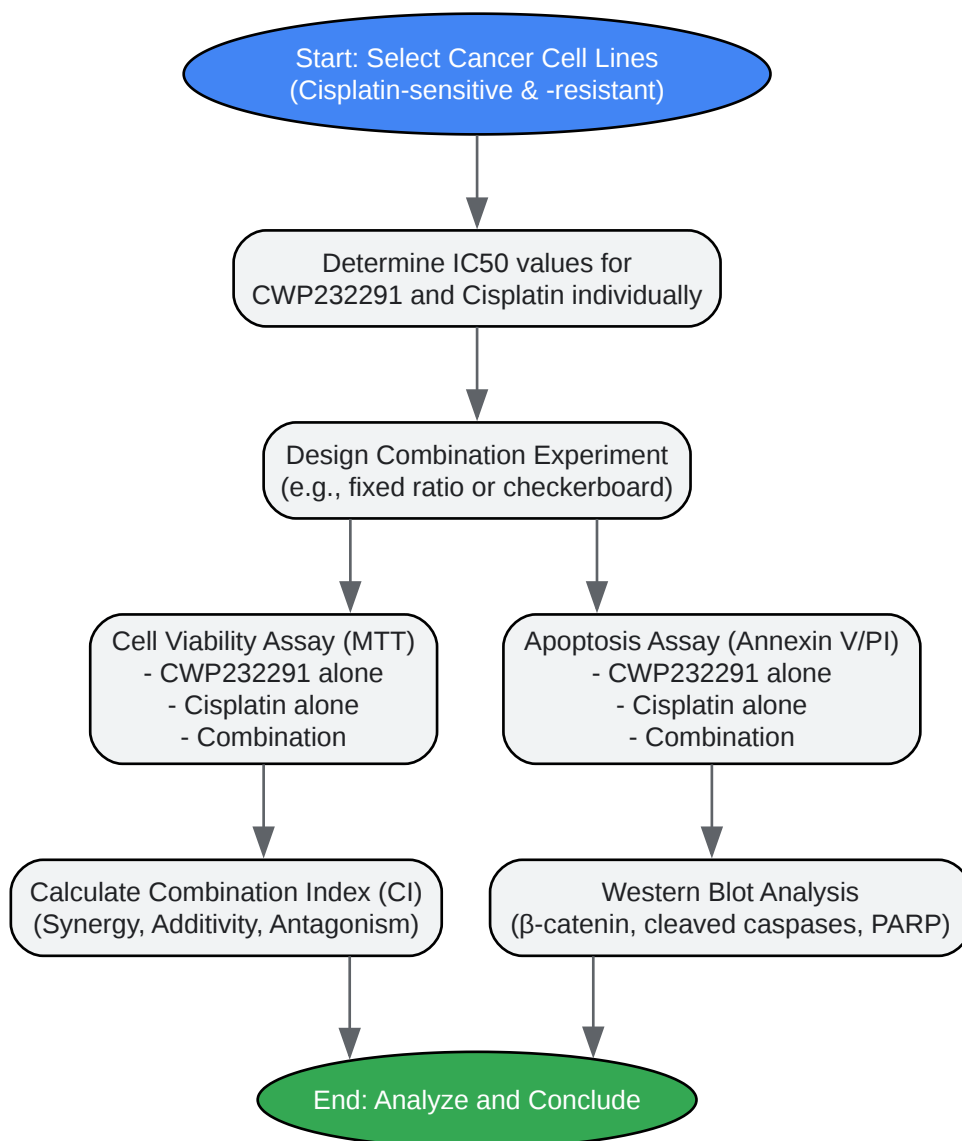 Start: Select Cancer Cell Lines
(Cisplatin-sensitive & -resistant)
Determine IC50 values for
CWP232291 and Cisplatin individually
Design Combination Experiment
(e.g., fixed ratio or checkerboard)
Cell Viability Assay (MTT)
- CWP232291 alone
- Cisplatin alone
- Combination
Apoptosis Assay (Annexin V/PI)
- CWP232291 alone
- Cisplatin alone
- Combination
Calculate Combination Index (CI)
(Synergy, Additivity, Antagonism)
Western Blot Analysis
(β-catenin, cleaved caspases, PARP)
End: Analyze and Conclude